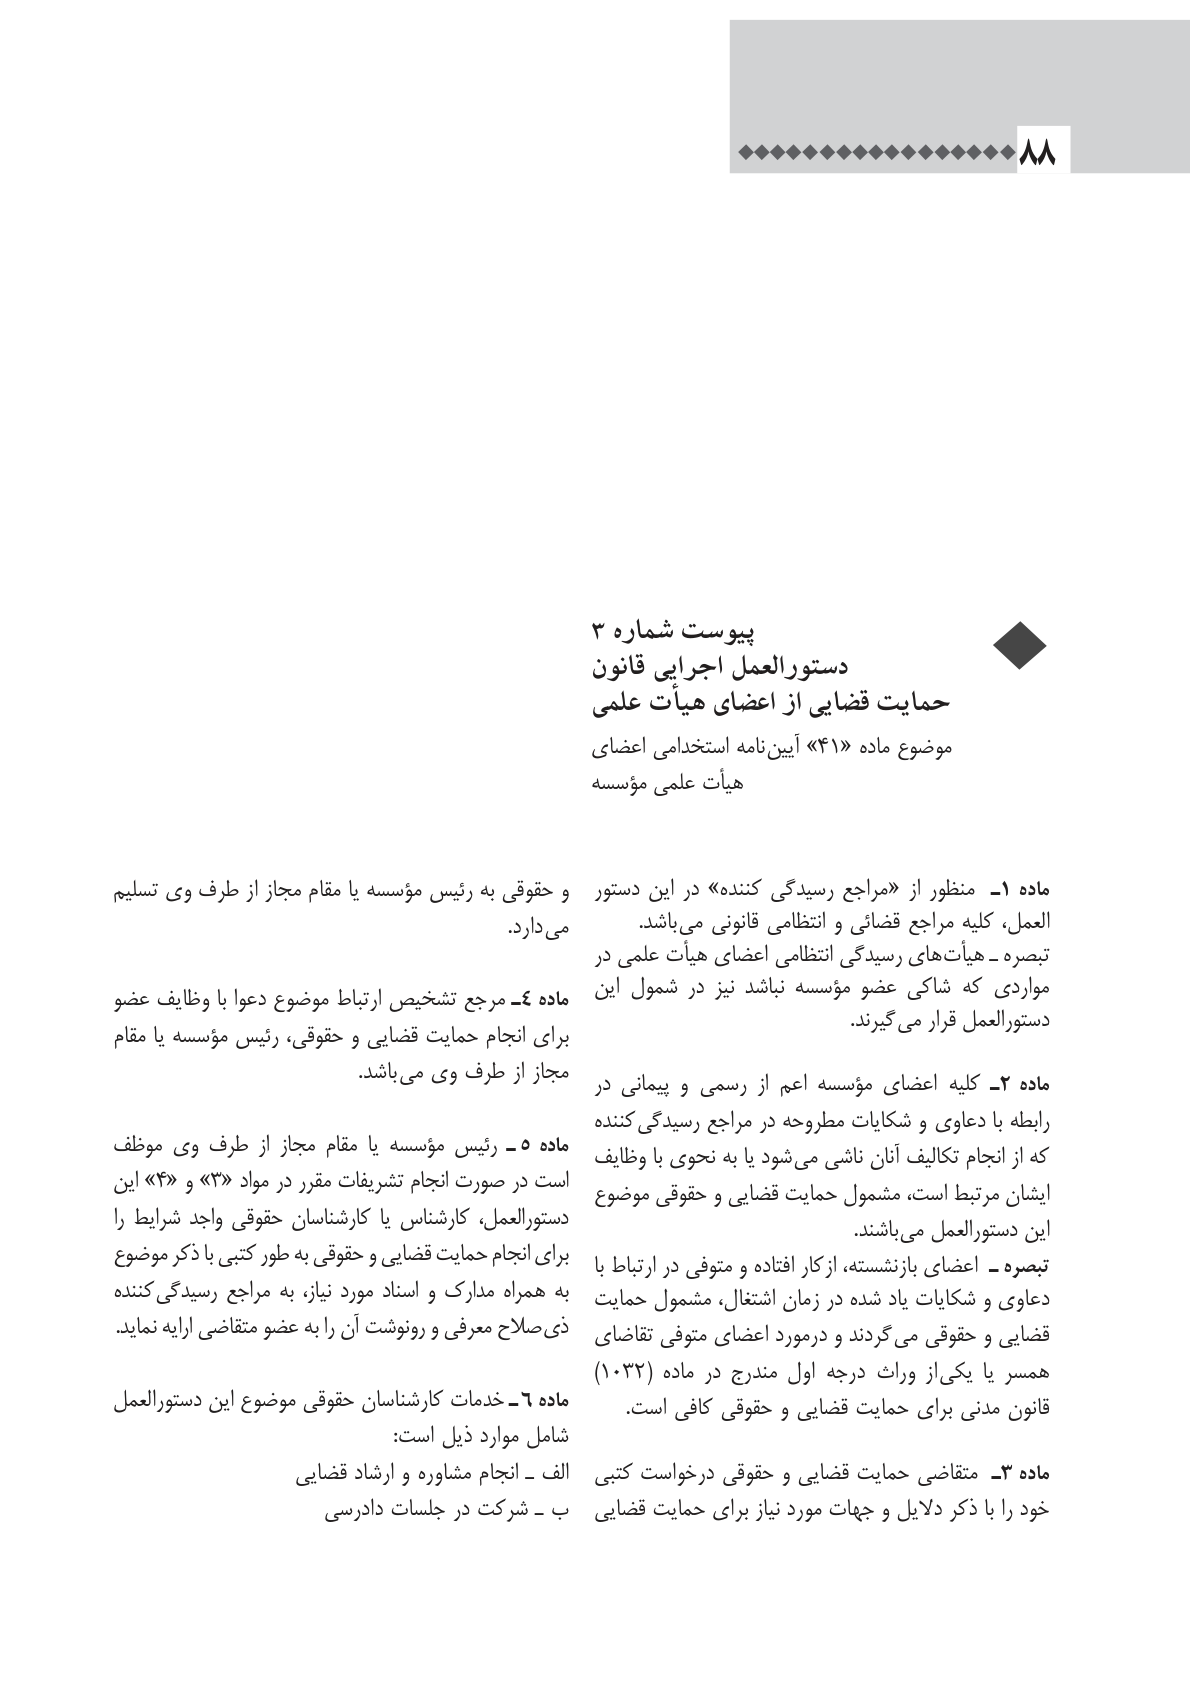 ۸۸
پیوست شماره ۳
دستورالعمل اجرایی قانون
حمایت قضایی از اعضای هیأت علمی
موضوع ماده «۴۱» آیین‌نامه استخدامی اعضای
هیأت علمی مؤسسه
ماده ۱ـ منظور از «مراجع رسیدگی کننده» در این دستور
العمل، کلیه مراجع قضائی و انتظامی قانونی می‌باشد.
تبصره ـ هیأت‌های رسیدگی انتظامی اعضای هیأت علمی در
مواردی که شاکی عضو مؤسسه نباشد نیز در شمول این
دستورالعمل قرار می‌گیرند.
ماده ۲ـ کلیه اعضای مؤسسه اعم از رسمی و پیمانی در
رابطه با دعاوی و شکایات مطروحه در مراجع رسیدگی‌کننده
که از انجام تکالیف آنان ناشی می‌شود یا به نحوی با وظایف
ایشان مرتبط است، مشمول حمایت قضایی و حقوقی موضوع
این دستورالعمل می‌باشند.
تبصره ـ اعضای بازنشسته، ازکار افتاده و متوفی در ارتباط با
دعاوی و شکایات یاد شده در زمان اشتغال، مشمول حمایت
قضایی و حقوقی می‌گردند و درمورد اعضای متوفی تقاضای
همسر یا یکی‌از وراث درجه اول مندرج در ماده (۱۰۳۲)
قانون مدنی برای حمایت قضایی و حقوقی کافی است.
ماده ۳ـ متقاضی حمایت قضایی و حقوقی درخواست کتبی
خود را با ذکر دلایل و جهات مورد نیاز برای حمایت قضایی
و حقوقی به رئیس مؤسسه یا مقام مجاز از طرف وی تسلیم
می‌دارد.
ماده ٤ـ مرجع تشخیص ارتباط موضوع دعوا با وظایف عضو
برای انجام حمایت قضایی و حقوقی، رئیس مؤسسه یا مقام
مجاز از طرف وی می‌باشد.
ماده ٥ ـ رئیس مؤسسه یا مقام مجاز از طرف وی موظف
است در صورت انجام تشریفات مقرر در مواد «۳» و «۴» این
دستورالعمل، کارشناس یا کارشناسان حقوقی واجد شرایط را
برای انجام حمایت قضایی و حقوقی به طور کتبی با ذکر موضوع
به همراه مدارک و اسناد مورد نیاز، به مراجع رسیدگی‌کننده
ذی‌صلاح معرفی و رونوشت آن را به عضو متقاضی ارایه نماید.
ماده ٦ـ خدمات کارشناسان حقوقی موضوع این دستورالعمل
شامل موارد ذیل است:
الف ـ انجام مشاوره و ارشاد قضایی
ب ـ شرکت در جلسات دادرسی